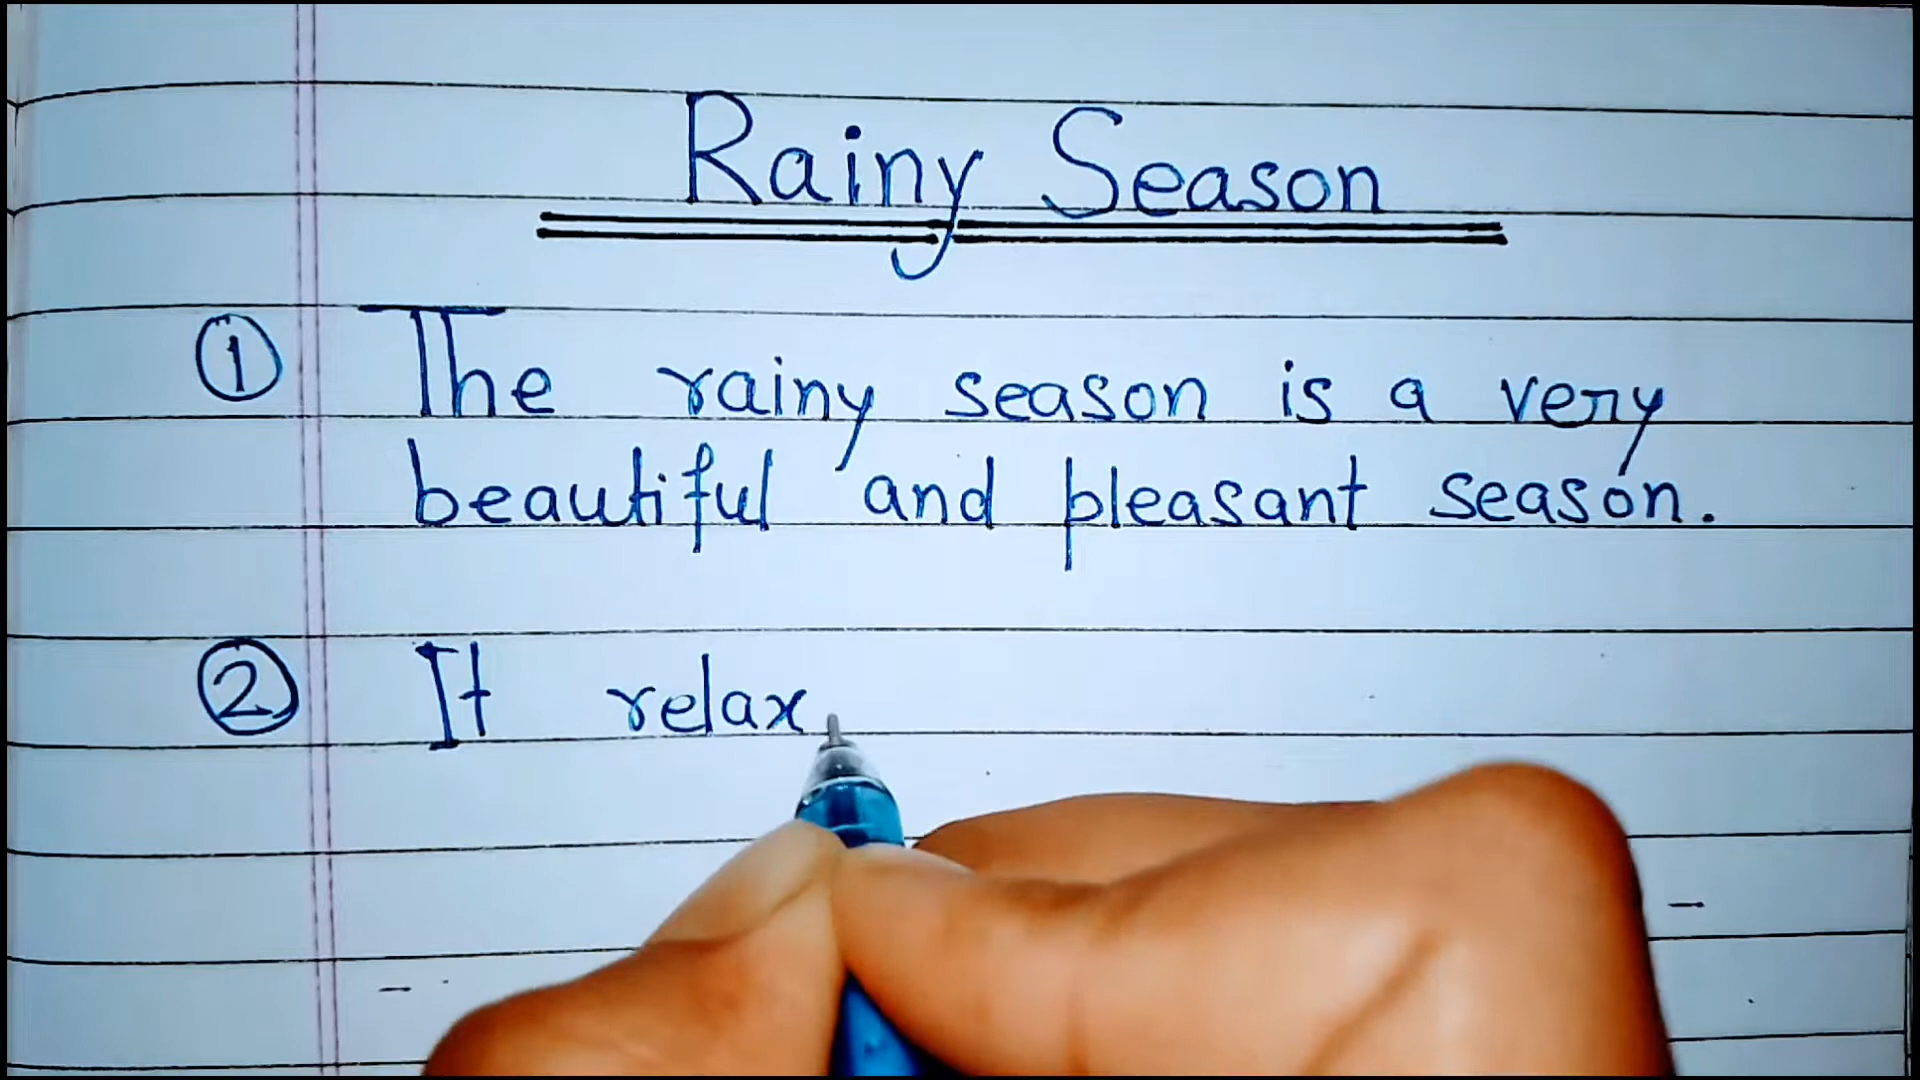 Rainy Season
① The rainy season is a very
beautiful and pleasant season.
② It relax